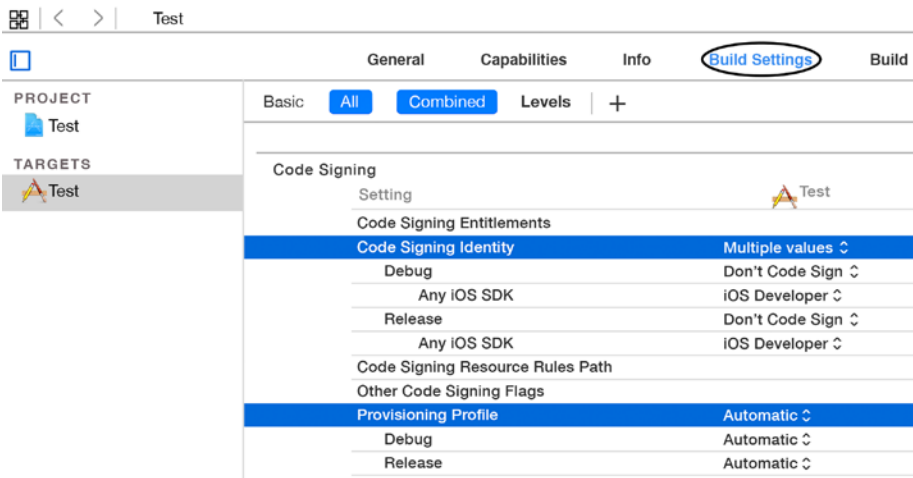 Test
General Capabilities Info Build Settings Build
PROJECT
Test
TARGETS
Test
Basic All Combined Levels +
Code Signing
Setting Test
Code Signing Entitlements
Code Signing Identity Multiple values
Debug Don't Code Sign
Any iOS SDK iOS Developer
Release Don't Code Sign
Any iOS SDK iOS Developer
Code Signing Resource Rules Path
Other Code Signing Flags
Provisioning Profile Automatic
Debug Automatic
Release Automatic